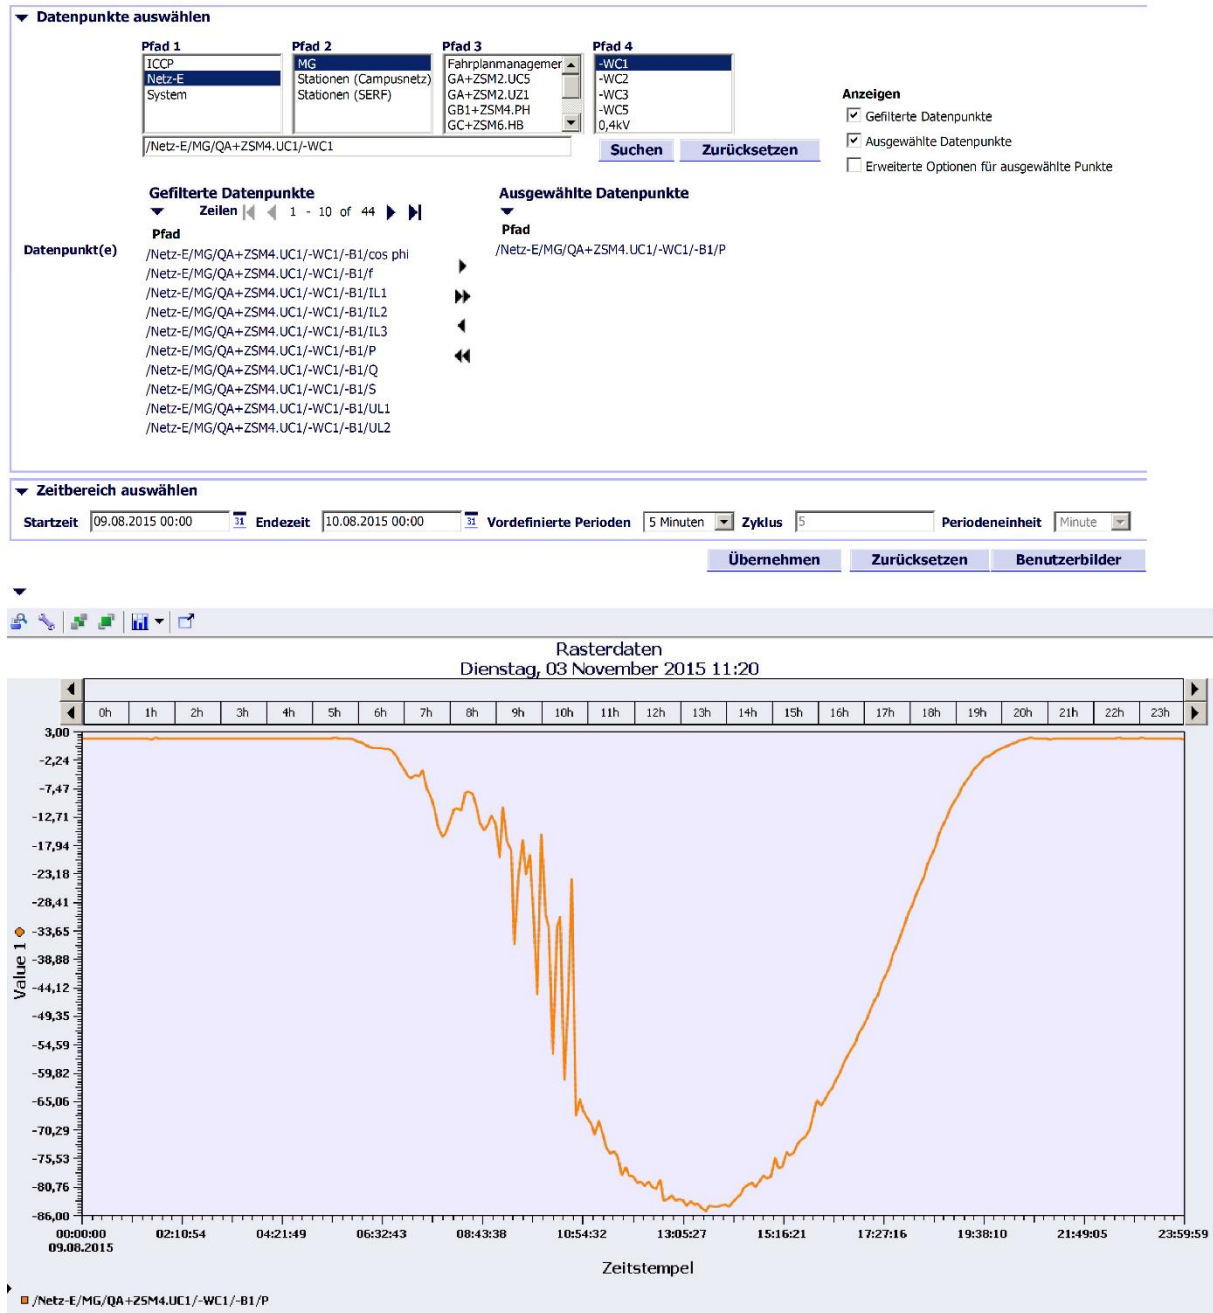 Datenpunkte auswählen
Pfad 1 Pfad 2 Pfad 3 Pfad 4
ICCP MG Fahrplanmanagemer -WC1
Netz-E Stationen (Campusnetz) GA+ZSM2.UC5 -WC2
System Stationen (SERF) GA+ZSM2.UZ1 -WC3
GB1+ZSM4.PH -WC5
GC+ZSM6.HB 0,4kV
Anzeigen
Gefilterte Datenpunkte
Ausgewählte Datenpunkte
Erweiterte Optionen für ausgewählte Punkte
/Netz-E/MG/QA+ZSM4.UC1/-WC1 Suchen Zurücksetzen
Gefilterte Datenpunkte Ausgewählte Datenpunkte
Zeilen 1 - 10 of 44
Pfad Pfad
Datenpunkt(e)
/Netz-E/MG/QA+ZSM4.UC1/-WC1/-B1/cos phi /Netz-E/MG/QA+ZSM4.UC1/-WC1/-B1/P
/Netz-E/MG/QA+ZSM4.UC1/-WC1/-B1/f
/Netz-E/MG/QA+ZSM4.UC1/-WC1/-B1/IL1
/Netz-E/MG/QA+ZSM4.UC1/-WC1/-B1/IL2
/Netz-E/MG/QA+ZSM4.UC1/-WC1/-B1/IL3
/Netz-E/MG/QA+ZSM4.UC1/-WC1/-B1/P
/Netz-E/MG/QA+ZSM4.UC1/-WC1/-B1/Q
/Netz-E/MG/QA+ZSM4.UC1/-WC1/-B1/S
/Netz-E/MG/QA+ZSM4.UC1/-WC1/-B1/UL1
/Netz-E/MG/QA+ZSM4.UC1/-WC1/-B1/UL2
Zeitbereich auswählen
Startzeit 09.08.2015 00:00 31 Endezeit 10.08.2015 00:00 31 Vordefinierte Perioden 5 Minuten Zyklus 5 Periodeneinheit Minute
Übernehmen Zurücksetzen Benutzerbilder
Rasterdaten
Dienstag, 03 November 2015 11:20
0h 1h 2h 3h 4h 5h 6h 7h 8h 9h 10h 11h 12h 13h 14h 15h 16h 17h 18h 19h 20h 21h 22h 23h
3,00
-2,24
-7,47
-12,71
-17,94
-23,18
-28,41
-33,65
-38,88
-44,12
-49,35
-54,59
-59,82
-65,06
-70,29
-75,53
-80,76
-86,00
Value 1
00:00:00 02:10:54 04:21:49 06:32:43 08:43:38 10:54:32 13:05:27 15:16:21 17:27:16 19:38:10 21:49:05 23:59:59
09.08.2015
Zeitstempel
/Netz-E/MG/QA+ZSM4.UC1/-WC1/-B1/P